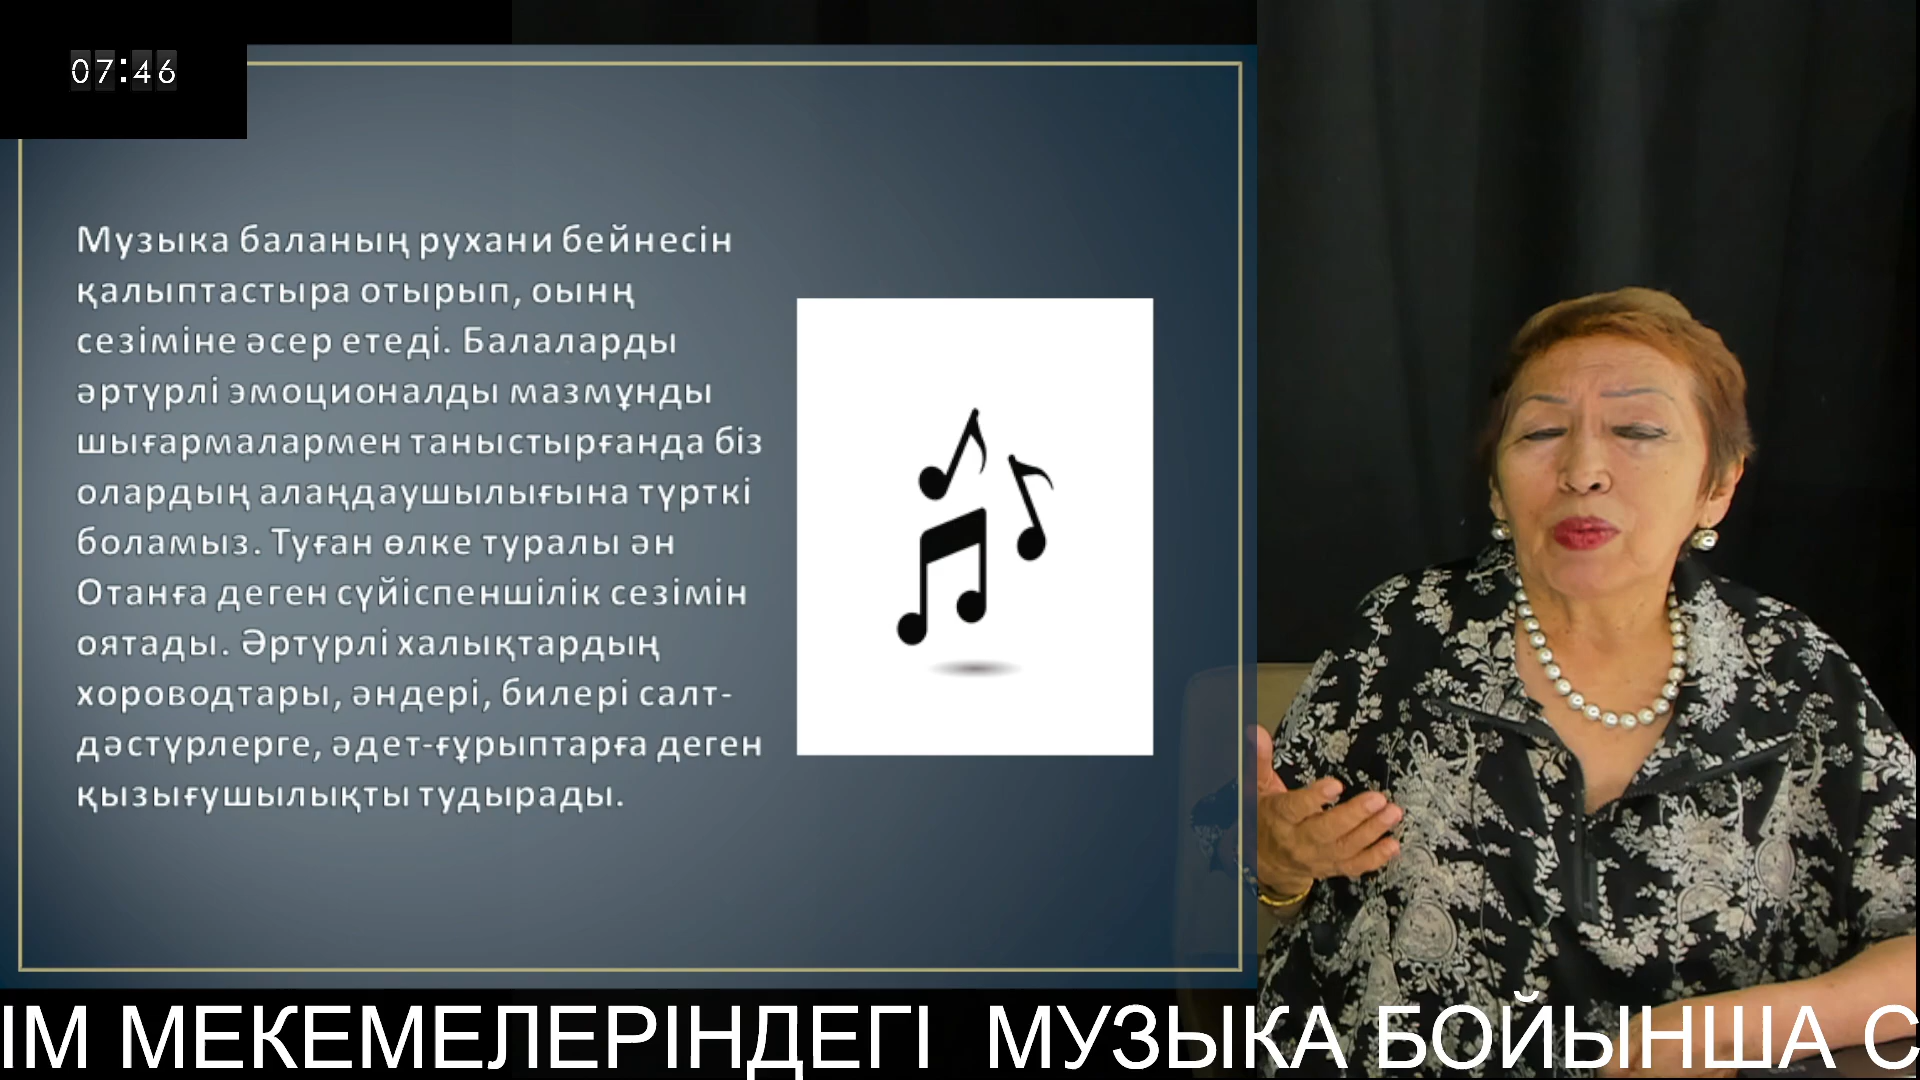 07:46
Музыка баланың рухани бейнесін
қалыптастыра отырып, оынң
сезіміне әсер етеді. Балаларды
әртүрлі эмоционалды мазмұнды
шығармалармен таныстырғанда біз
олардың алаңдаушылығына түрткі
боламыз. Туған өлке туралы ән
Отанға деген сүйіспеншілік сезімін
оятады. Әртүрлі халықтардың
хороводтары, әндері, билері салт-
дәстүрлерге, әдет-ғұрыптарға деген
қызығушылықты тудырады.
ІМ МЕКЕМЕЛЕРІНДЕГІ МУЗЫКА БОЙЫНША С